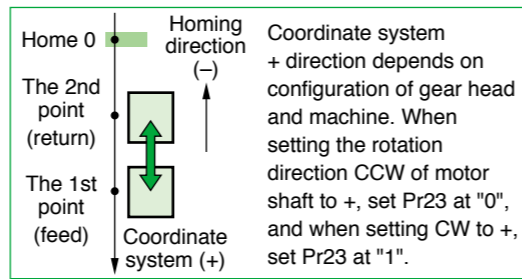 Home 0
Homing
direction
(–)
The 2nd
point
(return)
The 1st
point
(feed)
Coordinate
system (+)
Coordinate system
+ direction depends on
configuration of gear head
and machine. When
setting the rotation
direction CCW of motor
shaft to +, set Pr23 at "0",
and when setting CW to +,
set Pr23 at "1".